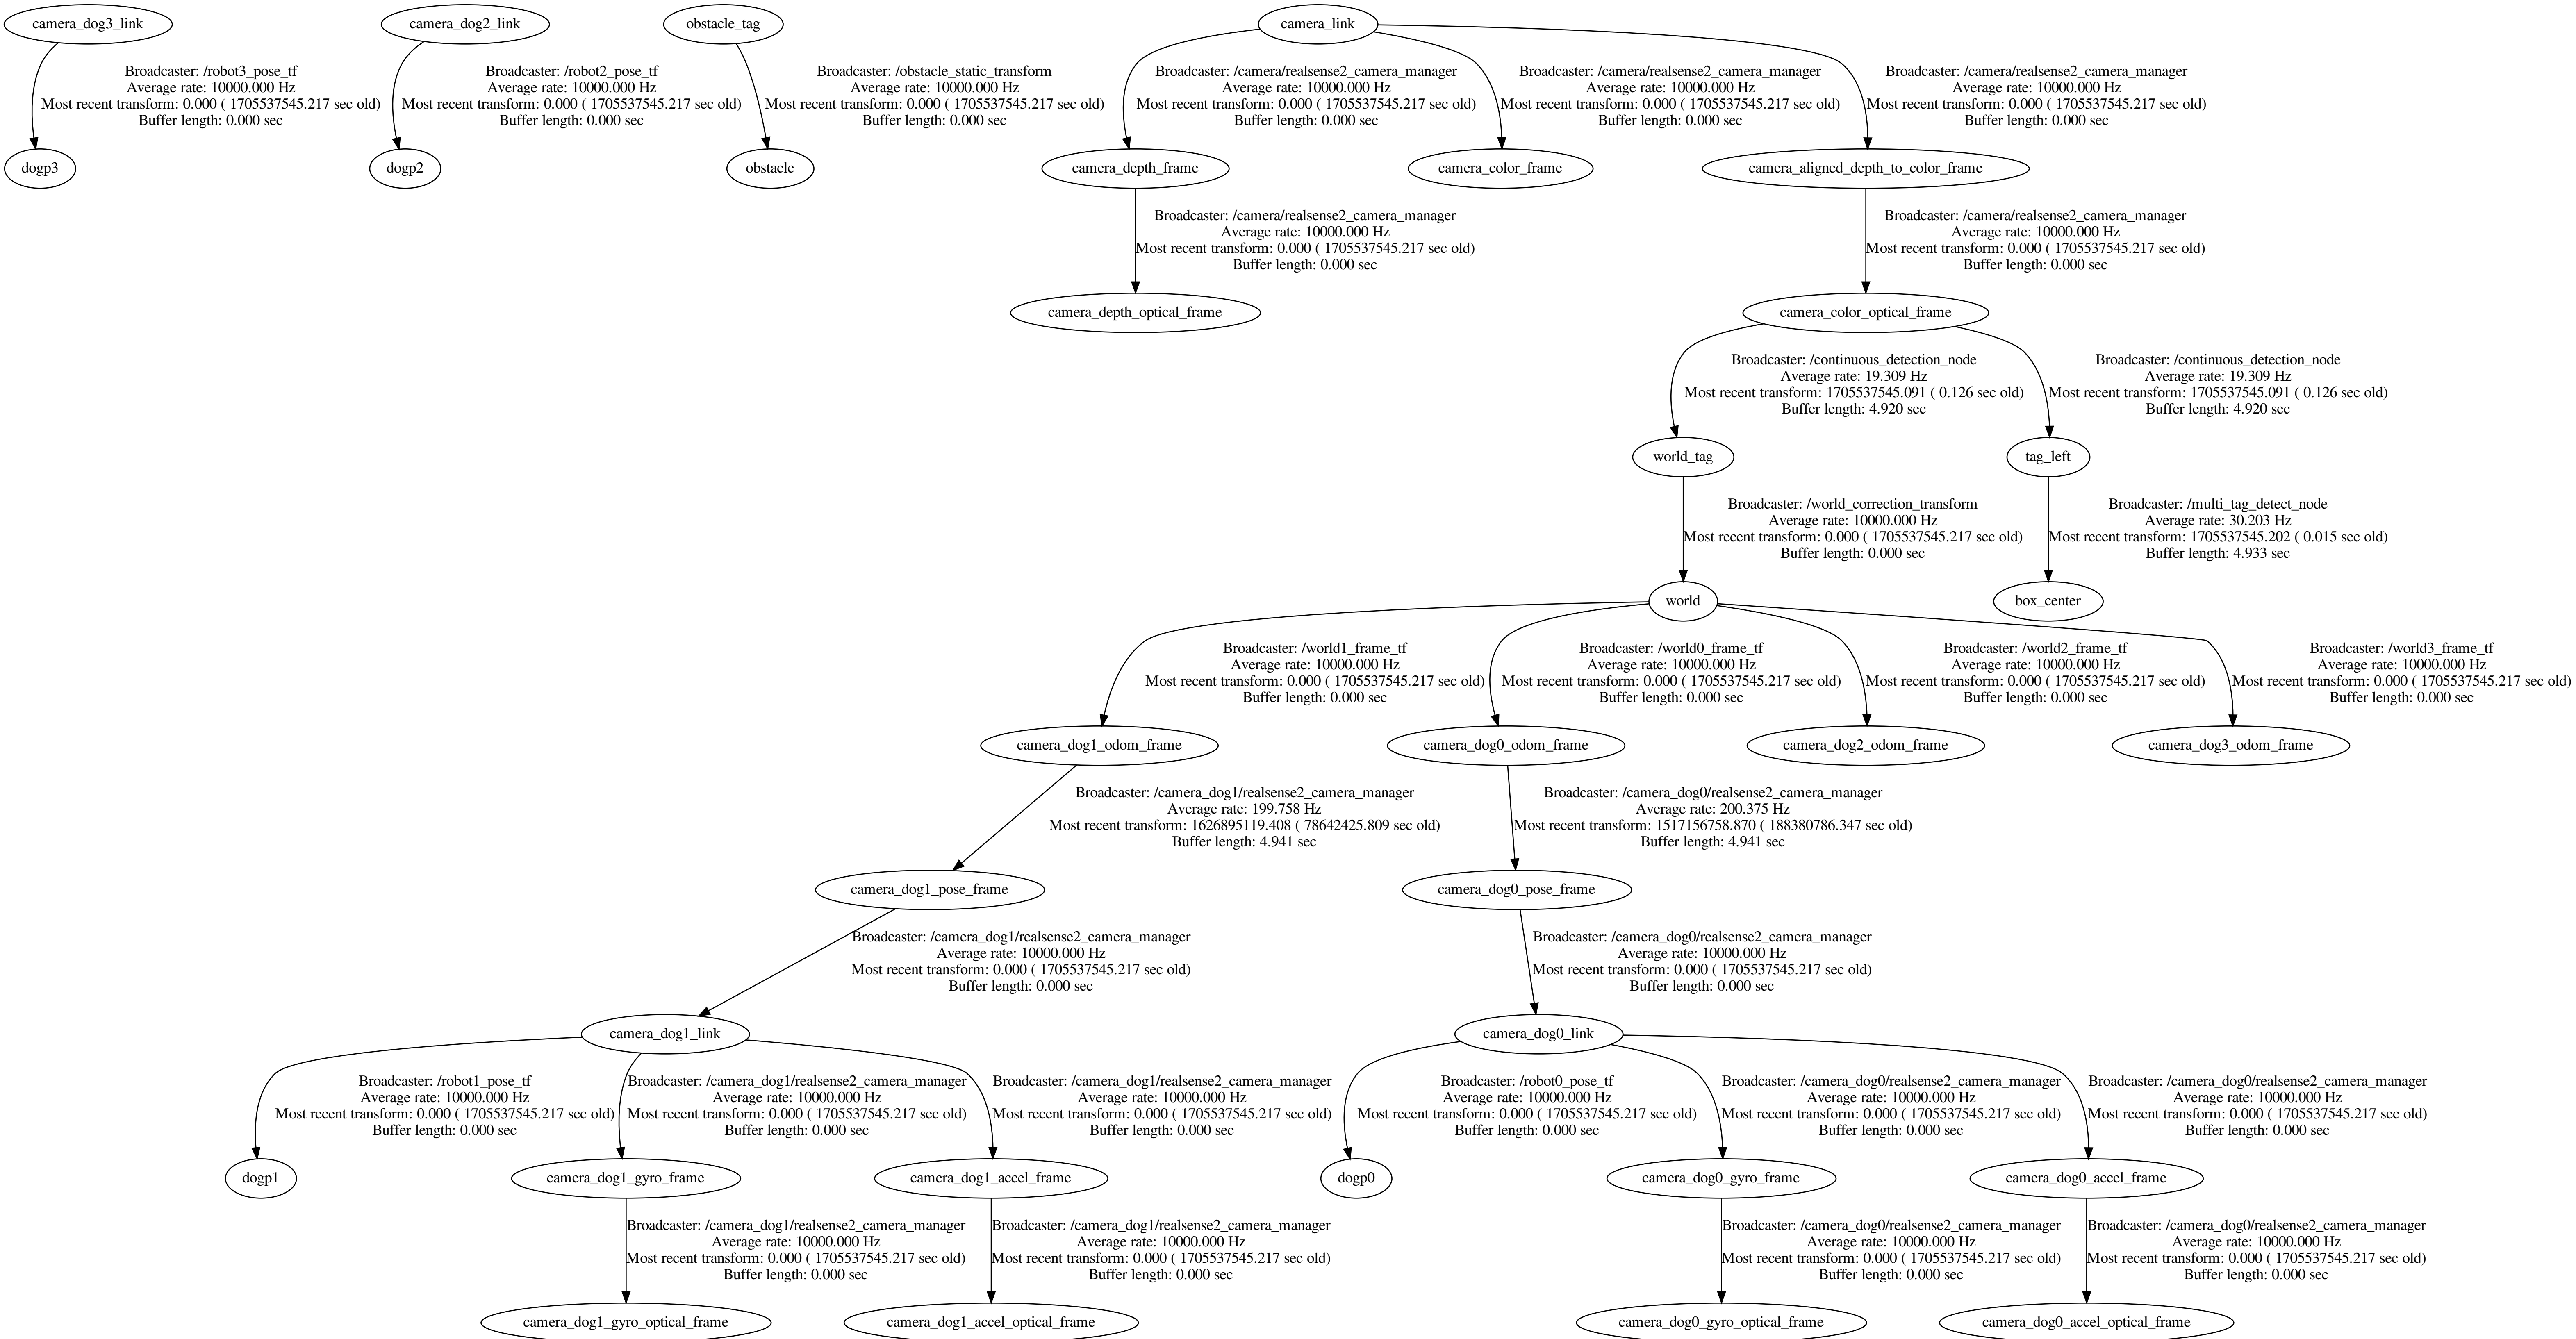 camera_dog3_link
camera_dog2_link
obstacle_tag
camera_link
Broadcaster: /robot3_pose_tf
Average rate: 10000.000 Hz
Most recent transform: 0.000 ( 1705537545.217 sec old)
Buffer length: 0.000 sec
Broadcaster: /robot2_pose_tf
Average rate: 10000.000 Hz
Most recent transform: 0.000 ( 1705537545.217 sec old)
Buffer length: 0.000 sec
Broadcaster: /obstacle_static_transform
Average rate: 10000.000 Hz
Most recent transform: 0.000 ( 1705537545.217 sec old)
Buffer length: 0.000 sec
Broadcaster: /camera/realsense2_camera_manager
Average rate: 10000.000 Hz
Most recent transform: 0.000 ( 1705537545.217 sec old)
Buffer length: 0.000 sec
Broadcaster: /camera/realsense2_camera_manager
Average rate: 10000.000 Hz
Most recent transform: 0.000 ( 1705537545.217 sec old)
Buffer length: 0.000 sec
Broadcaster: /camera/realsense2_camera_manager
Average rate: 10000.000 Hz
Most recent transform: 0.000 ( 1705537545.217 sec old)
Buffer length: 0.000 sec
dogp3
dogp2
obstacle
camera_depth_frame
camera_color_frame
camera_aligned_depth_to_color_frame
Broadcaster: /camera/realsense2_camera_manager
Average rate: 10000.000 Hz
Most recent transform: 0.000 ( 1705537545.217 sec old)
Buffer length: 0.000 sec
Broadcaster: /camera/realsense2_camera_manager
Average rate: 10000.000 Hz
Most recent transform: 0.000 ( 1705537545.217 sec old)
Buffer length: 0.000 sec
camera_depth_optical_frame
camera_color_optical_frame
Broadcaster: /continuous_detection_node
Average rate: 19.309 Hz
Most recent transform: 1705537545.091 ( 0.126 sec old)
Buffer length: 4.920 sec
Broadcaster: /continuous_detection_node
Average rate: 19.309 Hz
Most recent transform: 1705537545.091 ( 0.126 sec old)
Buffer length: 4.920 sec
world_tag
tag_left
Broadcaster: /world_correction_transform
Average rate: 10000.000 Hz
Most recent transform: 0.000 ( 1705537545.217 sec old)
Buffer length: 0.000 sec
Broadcaster: /multi_tag_detect_node
Average rate: 30.203 Hz
Most recent transform: 1705537545.202 ( 0.015 sec old)
Buffer length: 4.933 sec
world
box_center
Broadcaster: /world1_frame_tf
Average rate: 10000.000 Hz
Most recent transform: 0.000 ( 1705537545.217 sec old)
Buffer length: 0.000 sec
Broadcaster: /world0_frame_tf
Average rate: 10000.000 Hz
Most recent transform: 0.000 ( 1705537545.217 sec old)
Buffer length: 0.000 sec
Broadcaster: /world2_frame_tf
Average rate: 10000.000 Hz
Most recent transform: 0.000 ( 1705537545.217 sec old)
Buffer length: 0.000 sec
Broadcaster: /world3_frame_tf
Average rate: 10000.000 Hz
Most recent transform: 0.000 ( 1705537545.217 sec old)
Buffer length: 0.000 sec
camera_dog1_odom_frame
camera_dog0_odom_frame
camera_dog2_odom_frame
camera_dog3_odom_frame
Broadcaster: /camera_dog1/realsense2_camera_manager
Average rate: 199.758 Hz
Most recent transform: 1626895119.408 ( 78642425.809 sec old)
Buffer length: 4.941 sec
Broadcaster: /camera_dog0/realsense2_camera_manager
Average rate: 200.375 Hz
Most recent transform: 1517156758.870 ( 188380786.347 sec old)
Buffer length: 4.941 sec
camera_dog1_pose_frame
camera_dog0_pose_frame
Broadcaster: /camera_dog1/realsense2_camera_manager
Average rate: 10000.000 Hz
Most recent transform: 0.000 ( 1705537545.217 sec old)
Buffer length: 0.000 sec
Broadcaster: /camera_dog0/realsense2_camera_manager
Average rate: 10000.000 Hz
Most recent transform: 0.000 ( 1705537545.217 sec old)
Buffer length: 0.000 sec
camera_dog1_link
camera_dog0_link
Broadcaster: /robot1_pose_tf
Average rate: 10000.000 Hz
Most recent transform: 0.000 ( 1705537545.217 sec old)
Buffer length: 0.000 sec
Broadcaster: /camera_dog1/realsense2_camera_manager
Average rate: 10000.000 Hz
Most recent transform: 0.000 ( 1705537545.217 sec old)
Buffer length: 0.000 sec
Broadcaster: /camera_dog1/realsense2_camera_manager
Average rate: 10000.000 Hz
Most recent transform: 0.000 ( 1705537545.217 sec old)
Buffer length: 0.000 sec
Broadcaster: /robot0_pose_tf
Average rate: 10000.000 Hz
Most recent transform: 0.000 ( 1705537545.217 sec old)
Buffer length: 0.000 sec
Broadcaster: /camera_dog0/realsense2_camera_manager
Average rate: 10000.000 Hz
Most recent transform: 0.000 ( 1705537545.217 sec old)
Buffer length: 0.000 sec
Broadcaster: /camera_dog0/realsense2_camera_manager
Average rate: 10000.000 Hz
Most recent transform: 0.000 ( 1705537545.217 sec old)
Buffer length: 0.000 sec
dogp1
camera_dog1_gyro_frame
camera_dog1_accel_frame
dogp0
camera_dog0_gyro_frame
camera_dog0_accel_frame
Broadcaster: /camera_dog1/realsense2_camera_manager
Average rate: 10000.000 Hz
Most recent transform: 0.000 ( 1705537545.217 sec old)
Buffer length: 0.000 sec
Broadcaster: /camera_dog1/realsense2_camera_manager
Average rate: 10000.000 Hz
Most recent transform: 0.000 ( 1705537545.217 sec old)
Buffer length: 0.000 sec
Broadcaster: /camera_dog0/realsense2_camera_manager
Average rate: 10000.000 Hz
Most recent transform: 0.000 ( 1705537545.217 sec old)
Buffer length: 0.000 sec
Broadcaster: /camera_dog0/realsense2_camera_manager
Average rate: 10000.000 Hz
Most recent transform: 0.000 ( 1705537545.217 sec old)
Buffer length: 0.000 sec
camera_dog1_gyro_optical_frame
camera_dog1_accel_optical_frame
camera_dog0_gyro_optical_frame
camera_dog0_accel_optical_frame